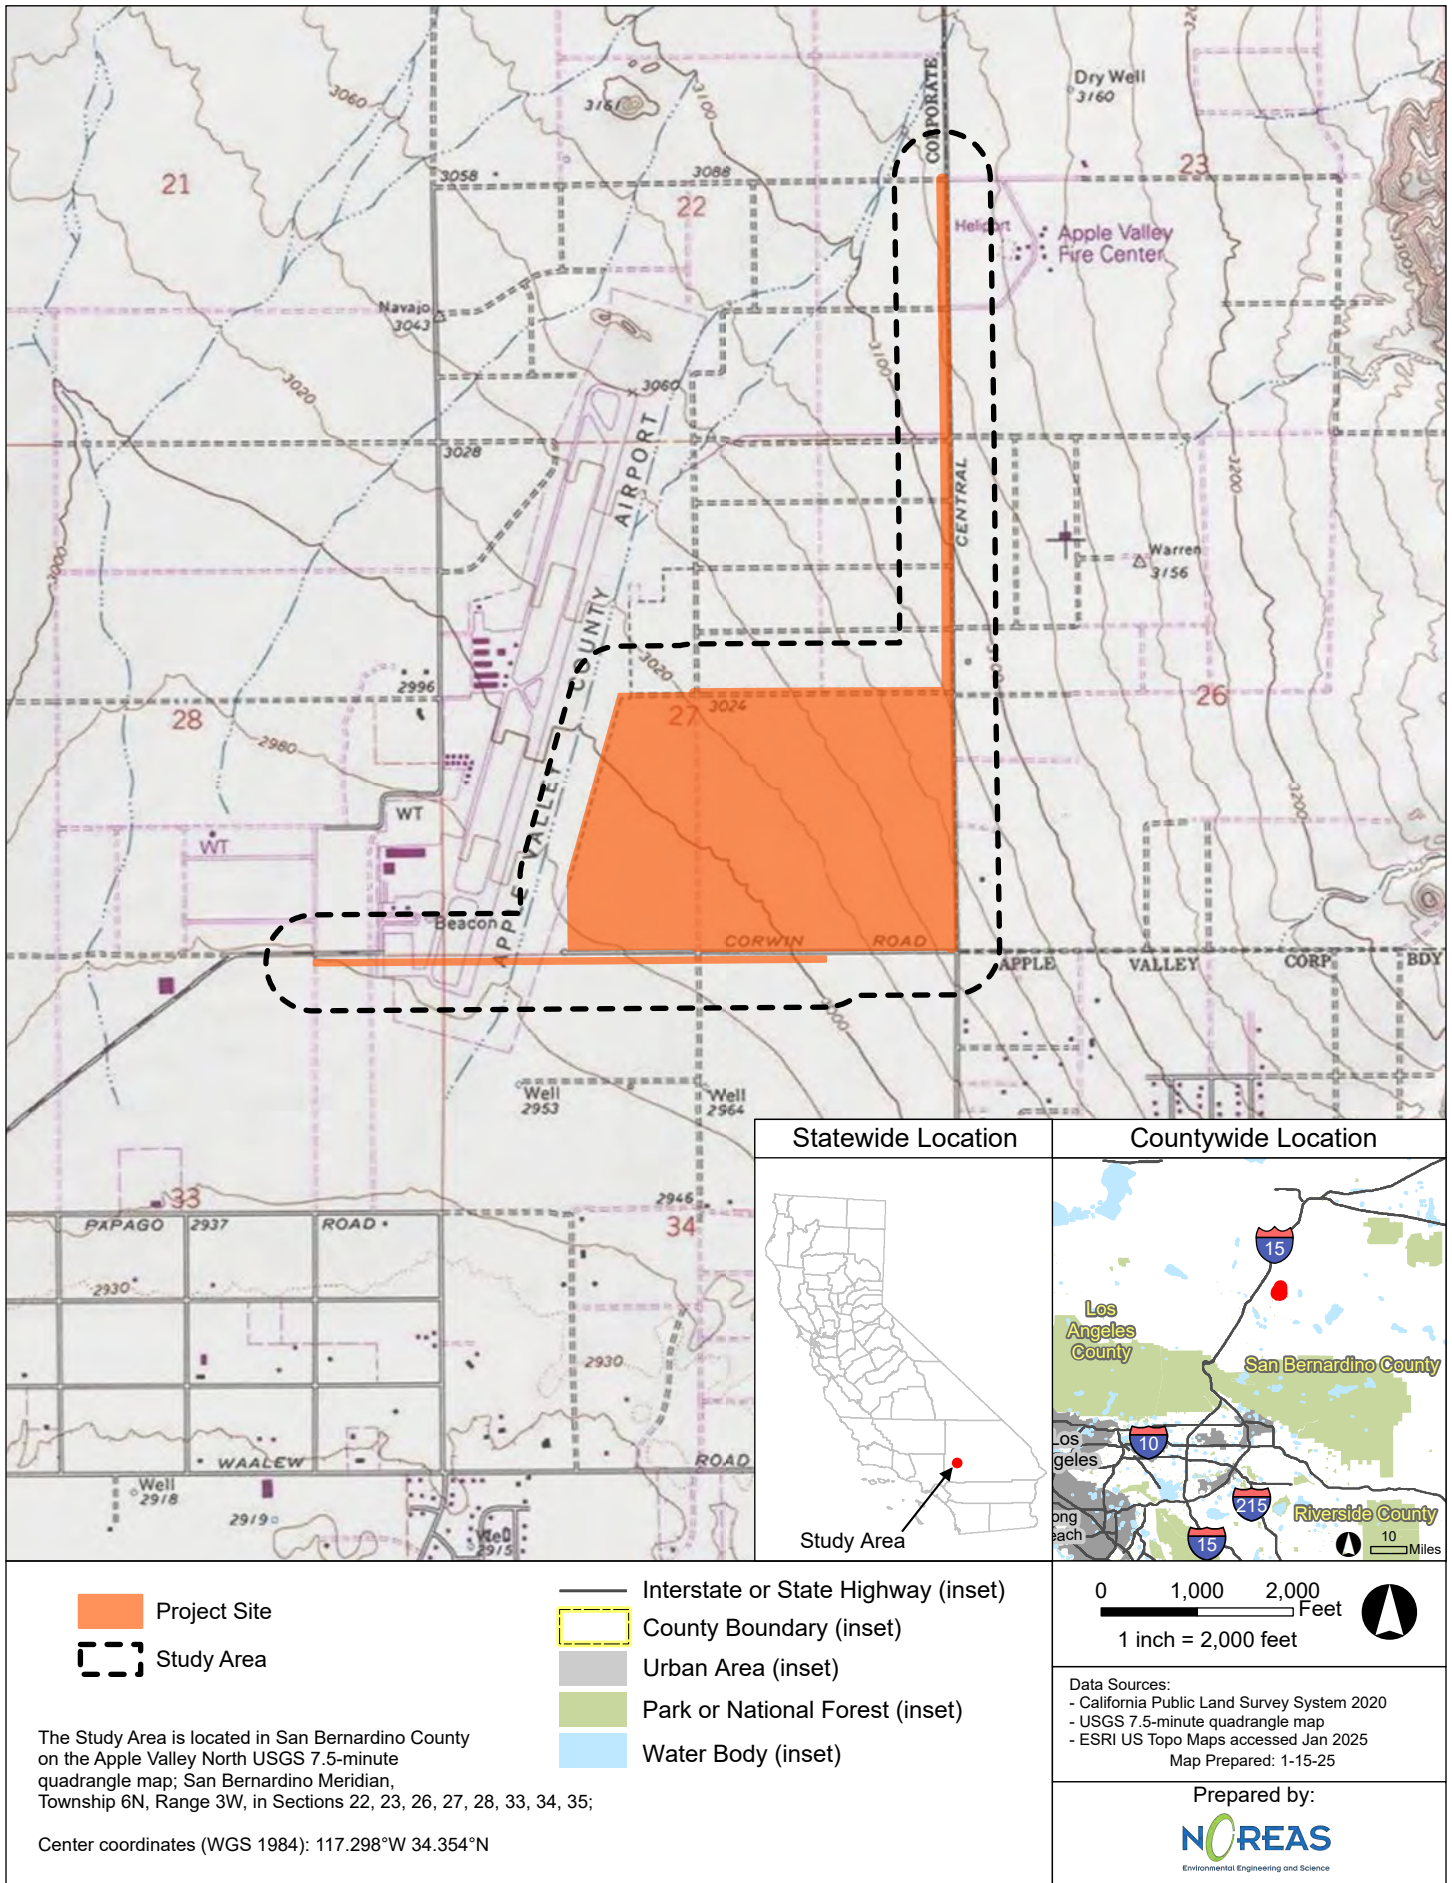 CORPORATE
Dry Well
3160
3060
3161
3100
320
21
3058
3088
22
23
Heliport
Apple Valley
Fire Center
3100
Navajo
3043
3020
3100
3060
3028
AIRPORT
CENTRAL
3200
3000
Warren
3156
COUNTY
3020
2996
28
2980
27
3024
26
VALLEY
3200
WT
WT
Beacon
APPLE
CORWIN ROAD
APPLE VALLEY CORP BDY
Well
2953
Well
2964
33
PAPAGO
2937
ROAD
2946
34
2930
2930
WAALEW
ROAD
Well
2918
2919
Well
2915
Statewide Location
Study Area
Countywide Location
15
Los
Angeles
County
San Bernardino County
10
Los
geles
215
Riverside County
ong
each
15
10
Miles
Project Site
Study Area
Interstate or State Highway (inset)
County Boundary (inset)
Urban Area (inset)
Park or National Forest (inset)
Water Body (inset)
The Study Area is located in San Bernardino County
on the Apple Valley North USGS 7.5-minute
quadrangle map; San Bernardino Meridian,
Township 6N, Range 3W, in Sections 22, 23, 26, 27, 28, 33, 34, 35;
Center coordinates (WGS 1984): 117.298°W 34.354°N
0 1,000 2,000
Feet
1 inch = 2,000 feet
Data Sources:
- California Public Land Survey System 2020
- USGS 7.5-minute quadrangle map
- ESRI US Topo Maps accessed Jan 2025
Map Prepared: 1-15-25
Prepared by:
NOREAS
Environmental Engineering and Science